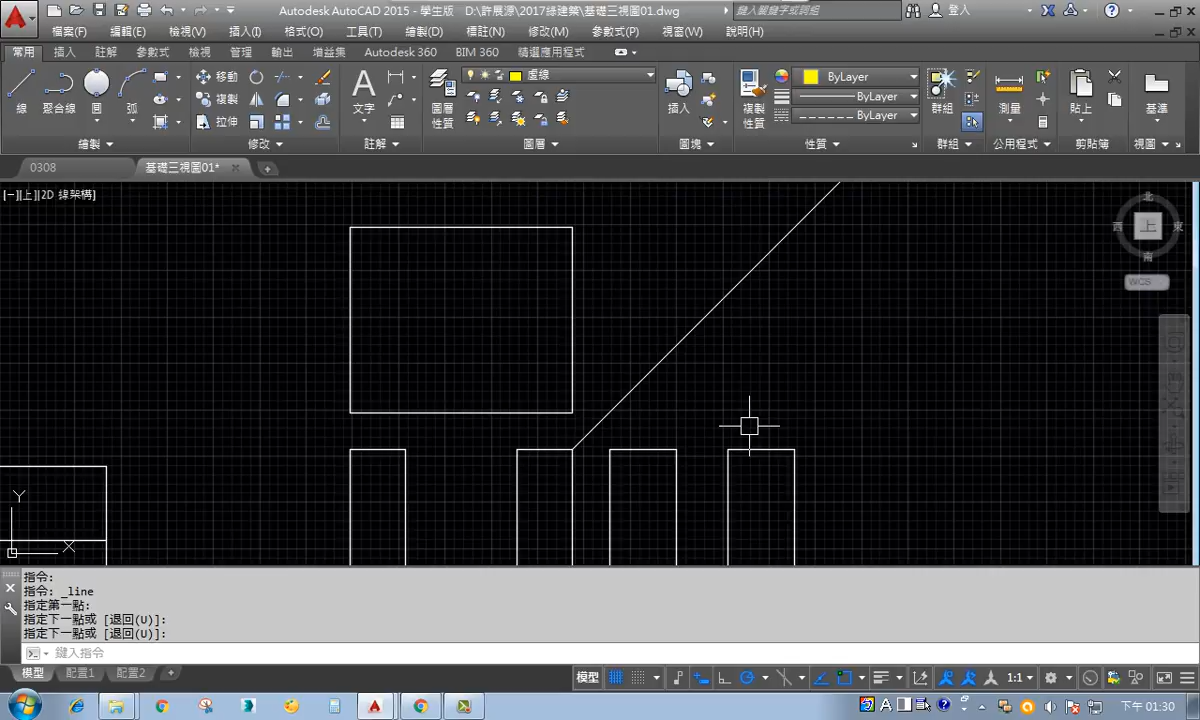 Autodesk AutoCAD 2015 - 學生版 D:\許展源\2017綠建築\基礎三視圖01.dwg
鍵入關鍵字或詞組
登入
檔案(F) 編輯(E) 檢視(V) 插入(I) 格式(O) 工具(T) 繪製(D) 標註(N) 修改(M) 參數式(P) 視窗(W) 說明(H)
常用 插入 註解 參數式 檢視 管理 輸出 增益集 Autodesk 360 BIM 360 精選應用程式
線 聚合線 圓 弧
移動
複製
拉伸
文字
圖層性質
虛線
插入
複製性質
ByLayer
ByLayer
ByLayer
群組
測量
貼上
基準
繪製 修改 註解 圖層 圖塊 性質 群組 公用程式 剪貼簿 視圖
0308 基礎三視圖01*
[−][上][2D 線架構]
北
西 上 東
南
WCS
Y
X
指令:
指令: _line
指定第一點:
指定下一點或 [退回(U)]:
指定下一點或 [退回(U)]:
鍵入指令
模型 配置1 配置2
模型 1:1
下午 01:30